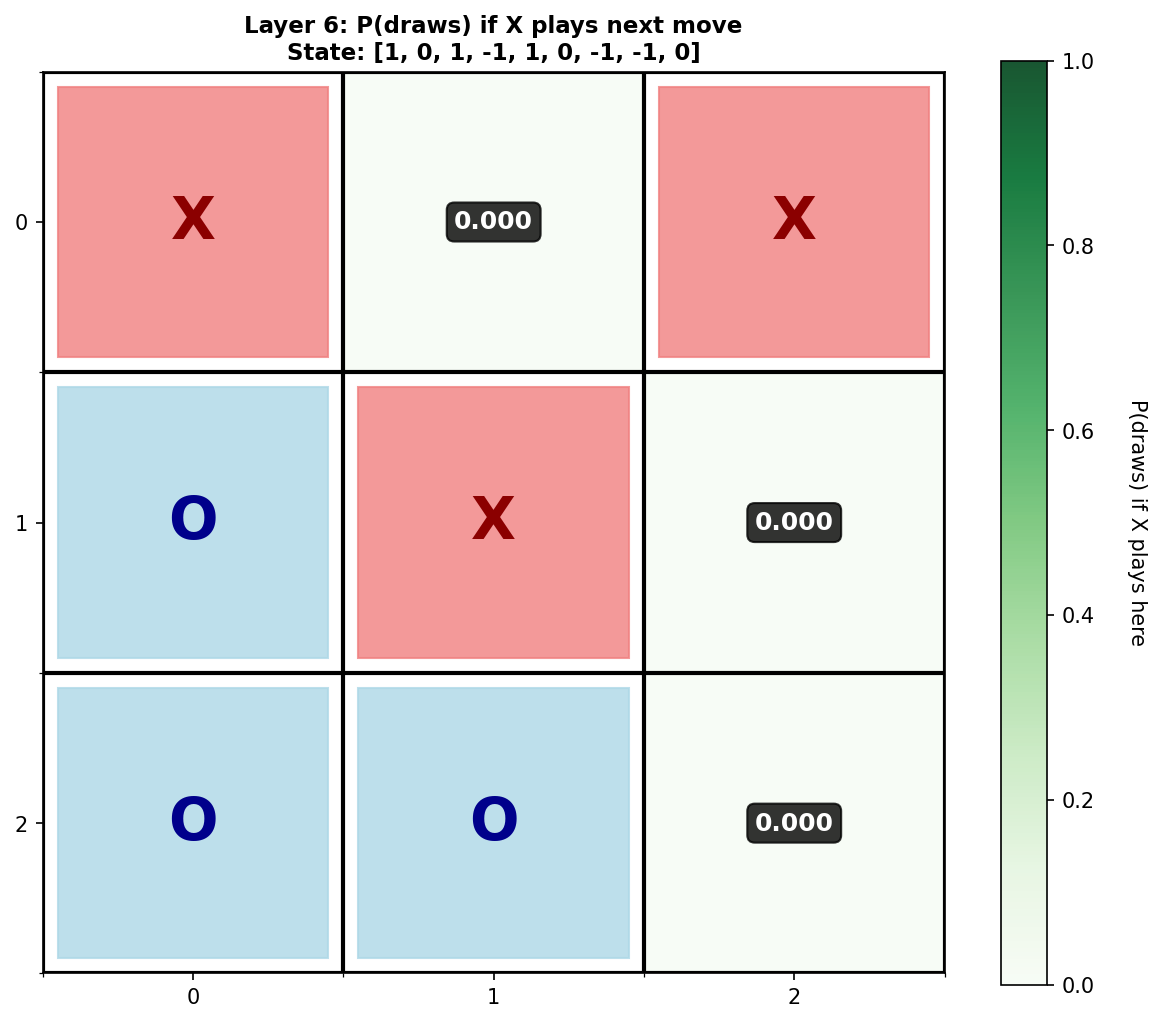 Layer 6: P(draws) if X plays next move
State: [1, 0, 1, -1, 1, 0, -1, -1, 0]
0
X
0.000
X
1
O
X
0.000
2
O
O
0.000
0
1
2
1.0
0.8
0.6
0.4
0.2
0.0
P(draws) if X plays here